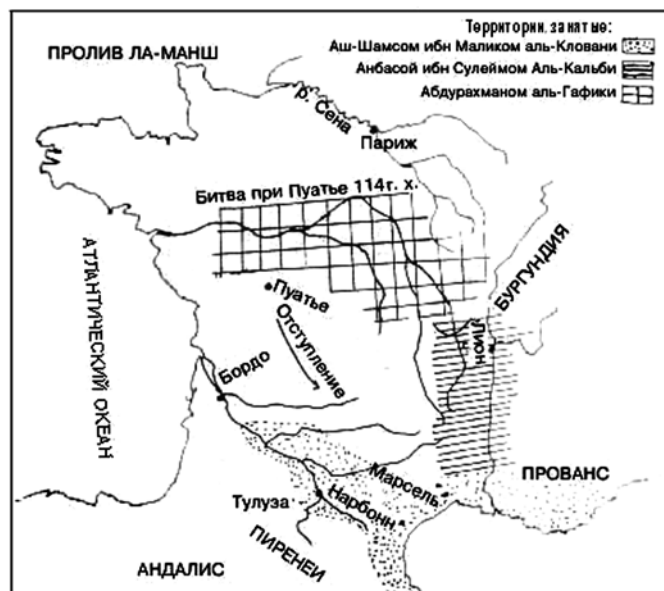 Территории, занятые:
Аш-Шамсом ибн Маликом аль-Кловани
Анбасой ибн Сулеймом Аль-Кальби
Абдурахманом аль-Гафики
ПРОЛИВ ЛА-МАНШ
р. Сена
Париж
Битва при Пуатье 114г. х.
АТЛАНТИЧЕСКИЙ ОКЕАН
БУРГУНДИЯ
Пуатье
Отступление
Лион
Бордо
ПРОВАНС
Марсель
Тулуза
Нарбонн
ПИРЕНЕИ
АНДАЛИС